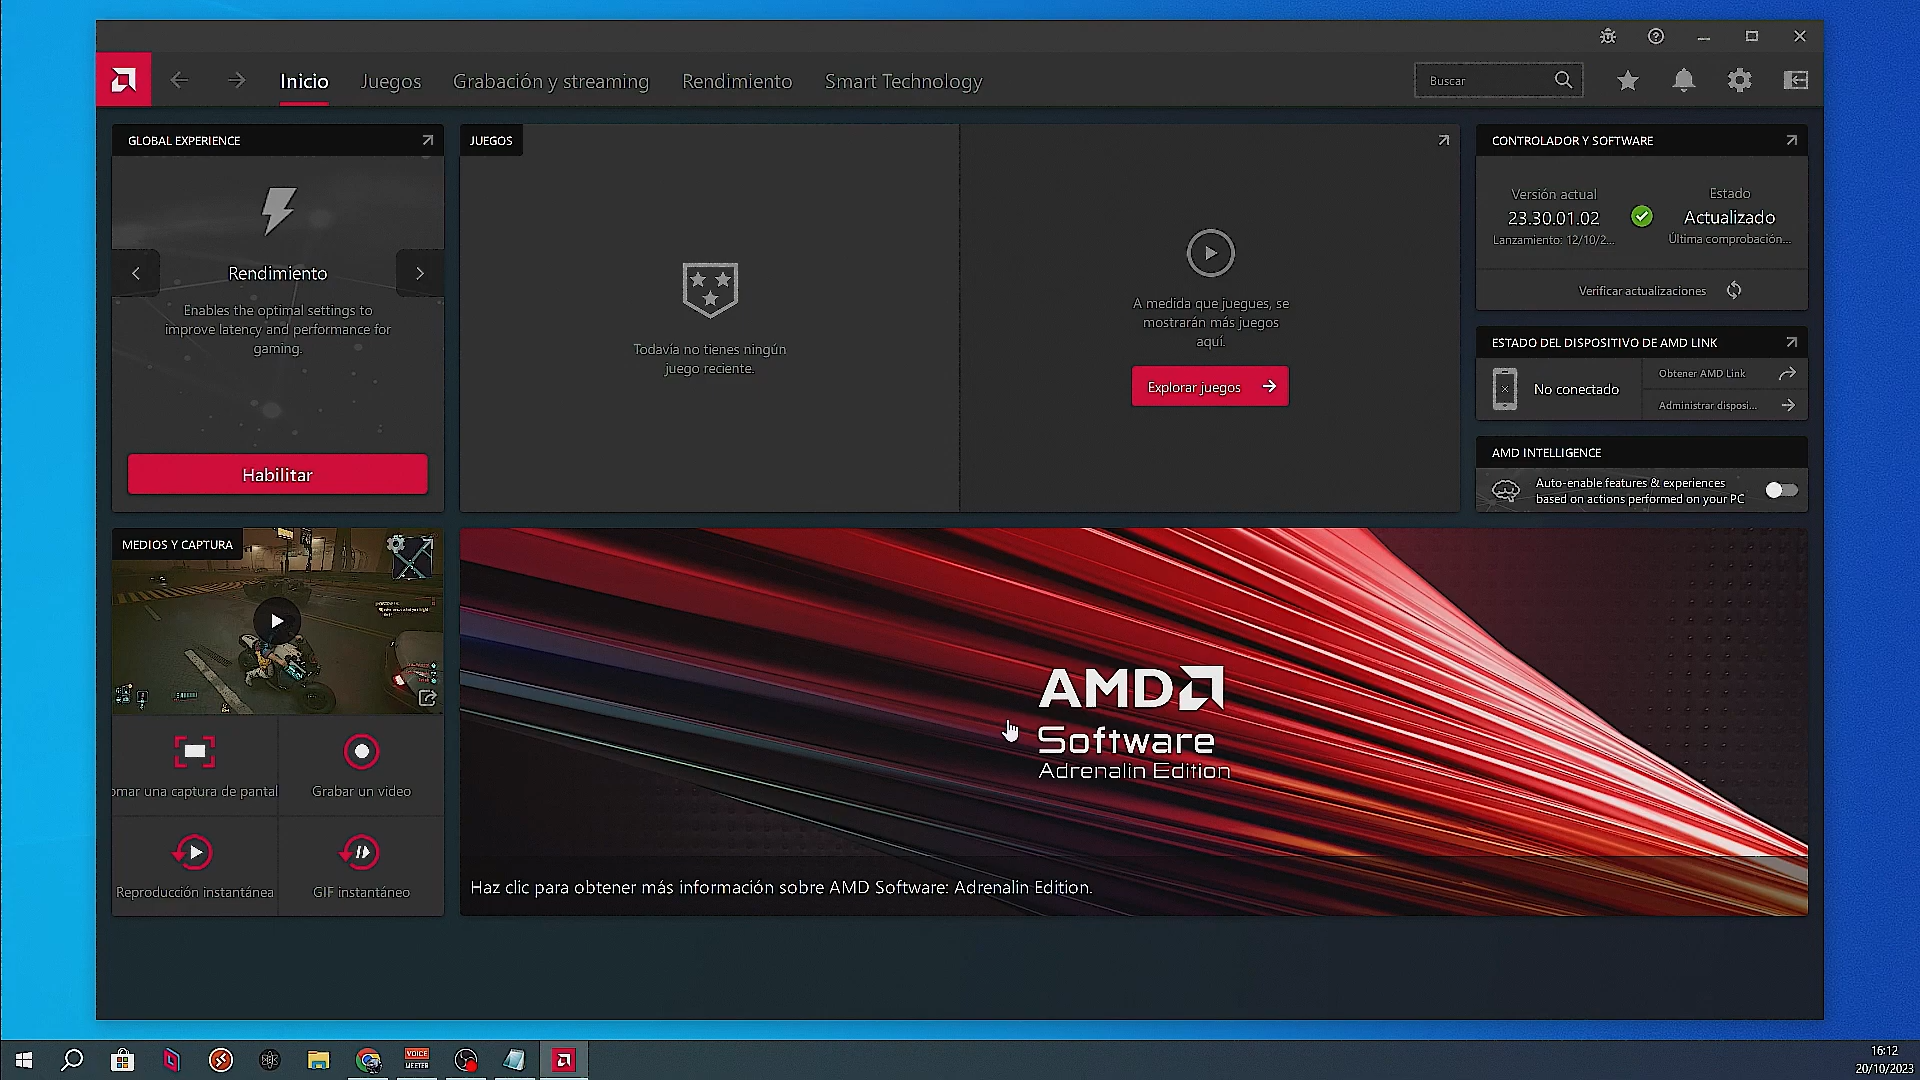 Inicio
Juegos
Grabación y streaming
Rendimiento
Smart Technology
Buscar
GLOBAL EXPERIENCE
Rendimiento
Enables the optimal settings to
improve latency and performance for
gaming.
Habilitar
JUEGOS
Todavía no tienes ningún
juego reciente.
A medida que juegues, se
mostrarán más juegos
aquí.
Explorar juegos
CONTROLADOR Y SOFTWARE
Versión actual
23.30.01.02
Lanzamiento: 12/10/2...
Estado
Actualizado
Última comprobación...
Verificar actualizaciones
ESTADO DEL DISPOSITIVO DE AMD LINK
No conectado
Obtener AMD Link
Administrar disposi...
AMD INTELLIGENCE
Auto-enable features & experiences
based on actions performed on your PC
MEDIOS Y CAPTURA
omar una captura de pantal
Grabar un video
Reproducción instantánea
GIF instantáneo
AMD
Software
Adrenalin Edition
Haz clic para obtener más información sobre AMD Software: Adrenalin Edition.
VOICE
MEETER
16:12
20/10/2023